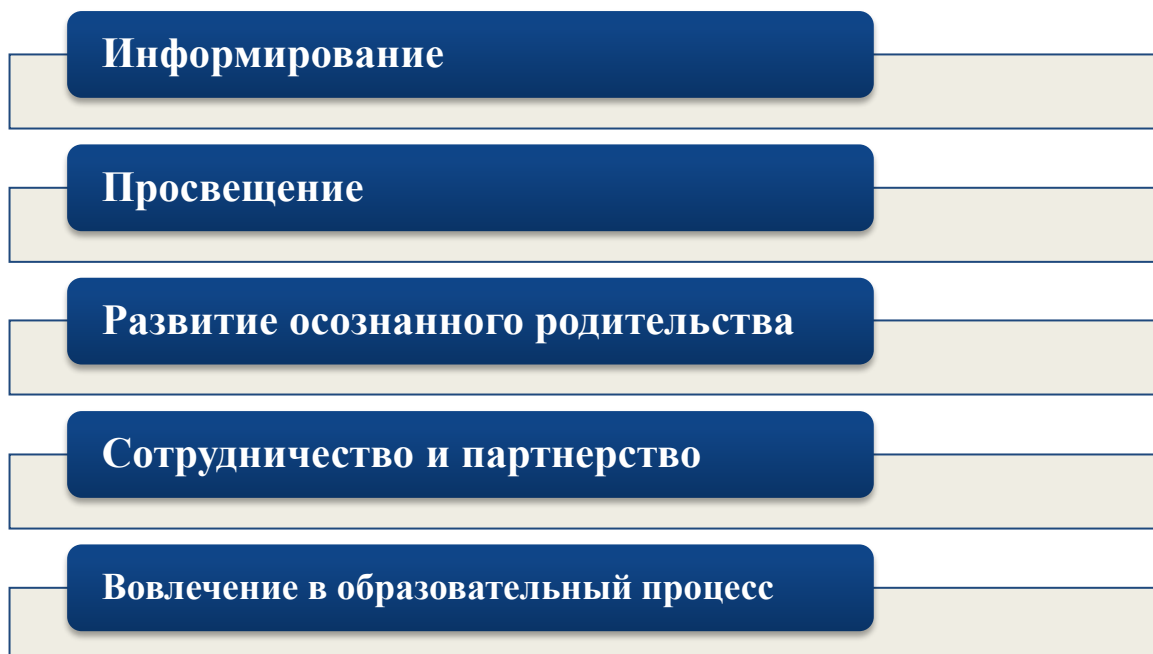 Информирование
Просвещение
Развитие осознанного родительства
Сотрудничество и партнерство
Вовлечение в образовательный процесс